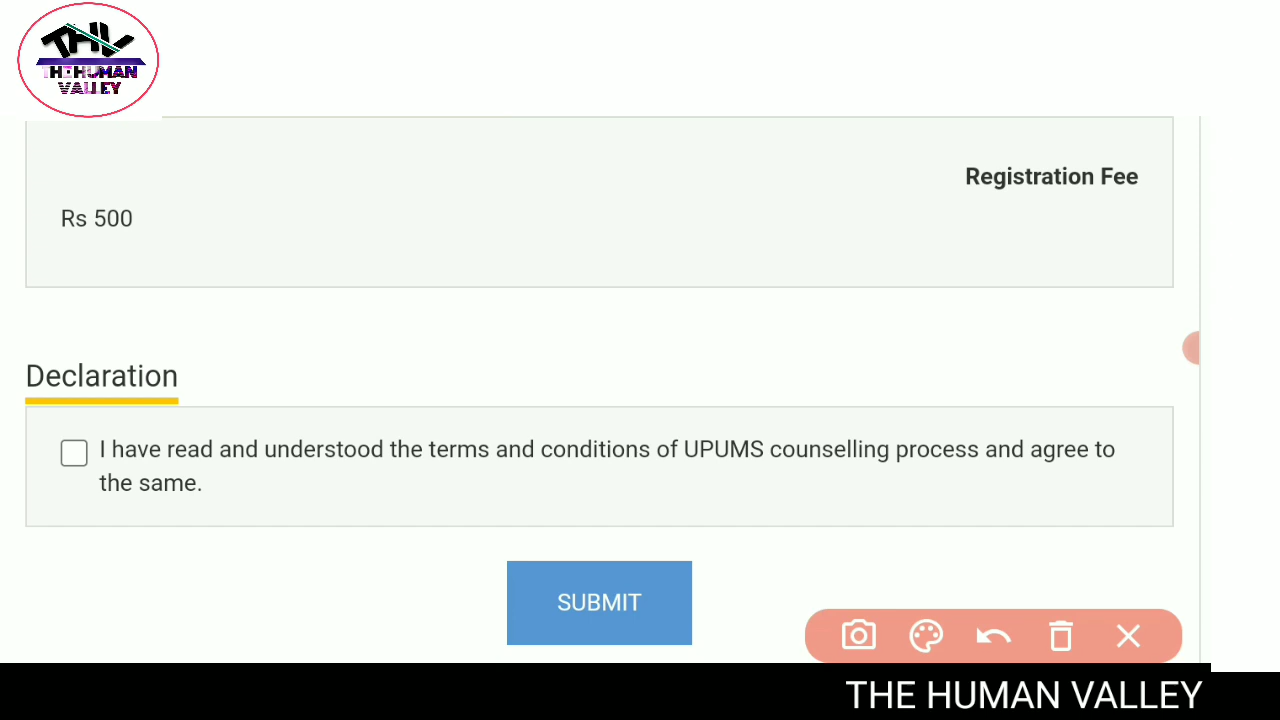 THV
THE HUMAN
VALLEY
Registration Fee
Rs 500
Declaration
I have read and understood the terms and conditions of UPUMS counselling process and agree to
the same.
SUBMIT
THE HUMAN VALLEY